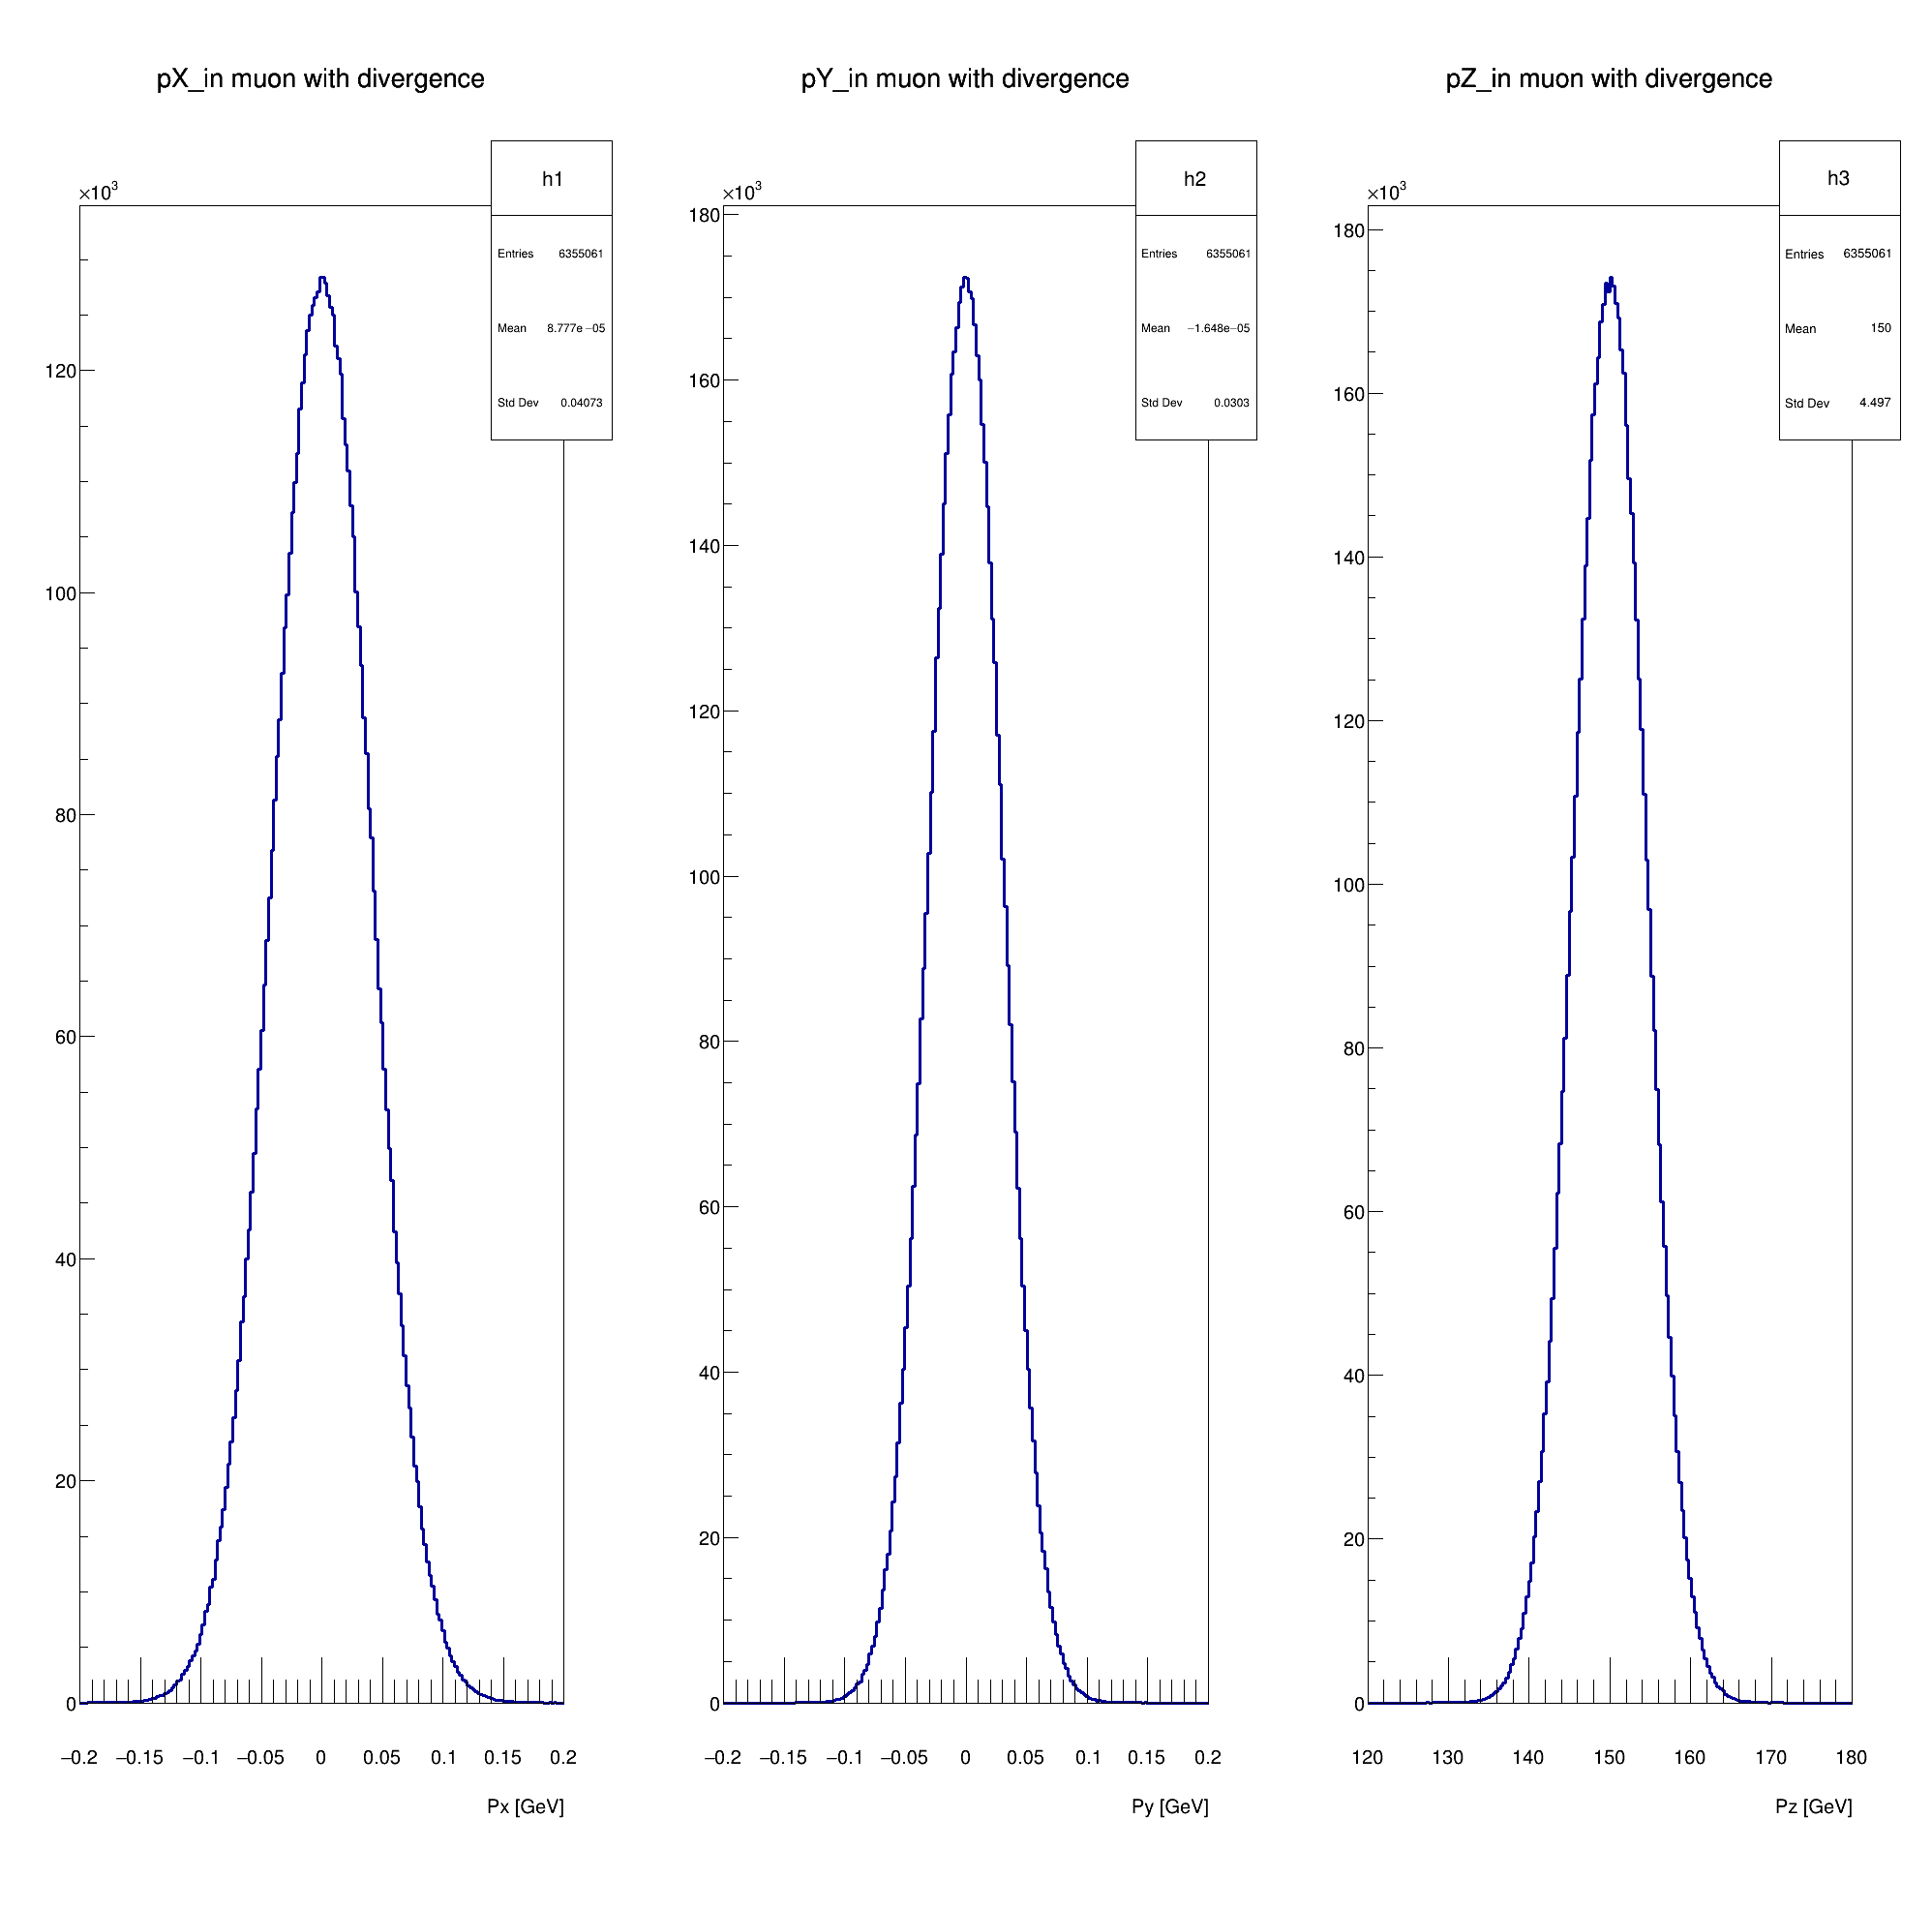 pX_in muon with divergence
×10³
h1
Entries 6355061
Mean 8.777e−05
Std Dev 0.04073
120
100
80
60
40
20
0
−0.2 −0.15 −0.1 −0.05 0 0.05 0.1 0.15 0.2
Px [GeV]
pY_in muon with divergence
×10³
h2
Entries 6355061
Mean −1.648e−05
Std Dev 0.0303
180
160
140
120
100
80
60
40
20
0
−0.2 −0.15 −0.1 −0.05 0 0.05 0.1 0.15 0.2
Py [GeV]
pZ_in muon with divergence
×10³
h3
Entries 6355061
Mean 150
Std Dev 4.497
180
160
140
120
100
80
60
40
20
0
120 130 140 150 160 170 180
Pz [GeV]